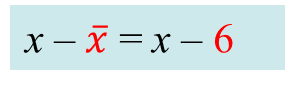 x – x̄ = x – 6